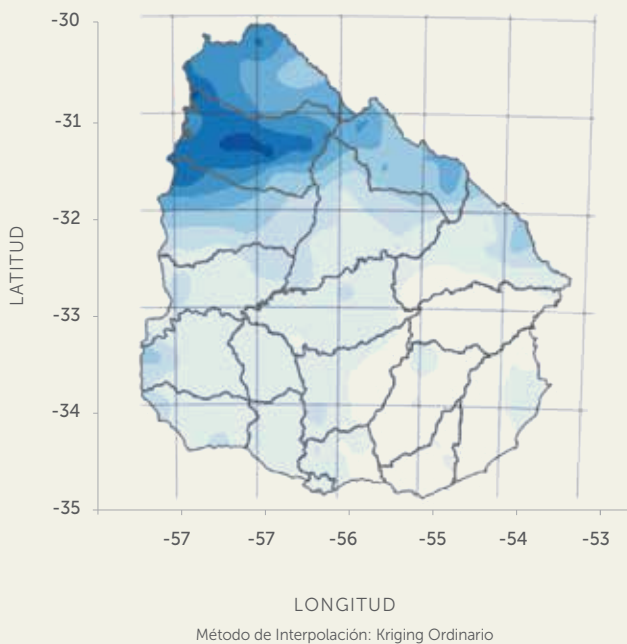 -30
-31
-32
-33
-34
-35
LATITUD
-57 -57 -56 -55 -54 -53
LONGITUD
Método de Interpolación: Kriging Ordinario